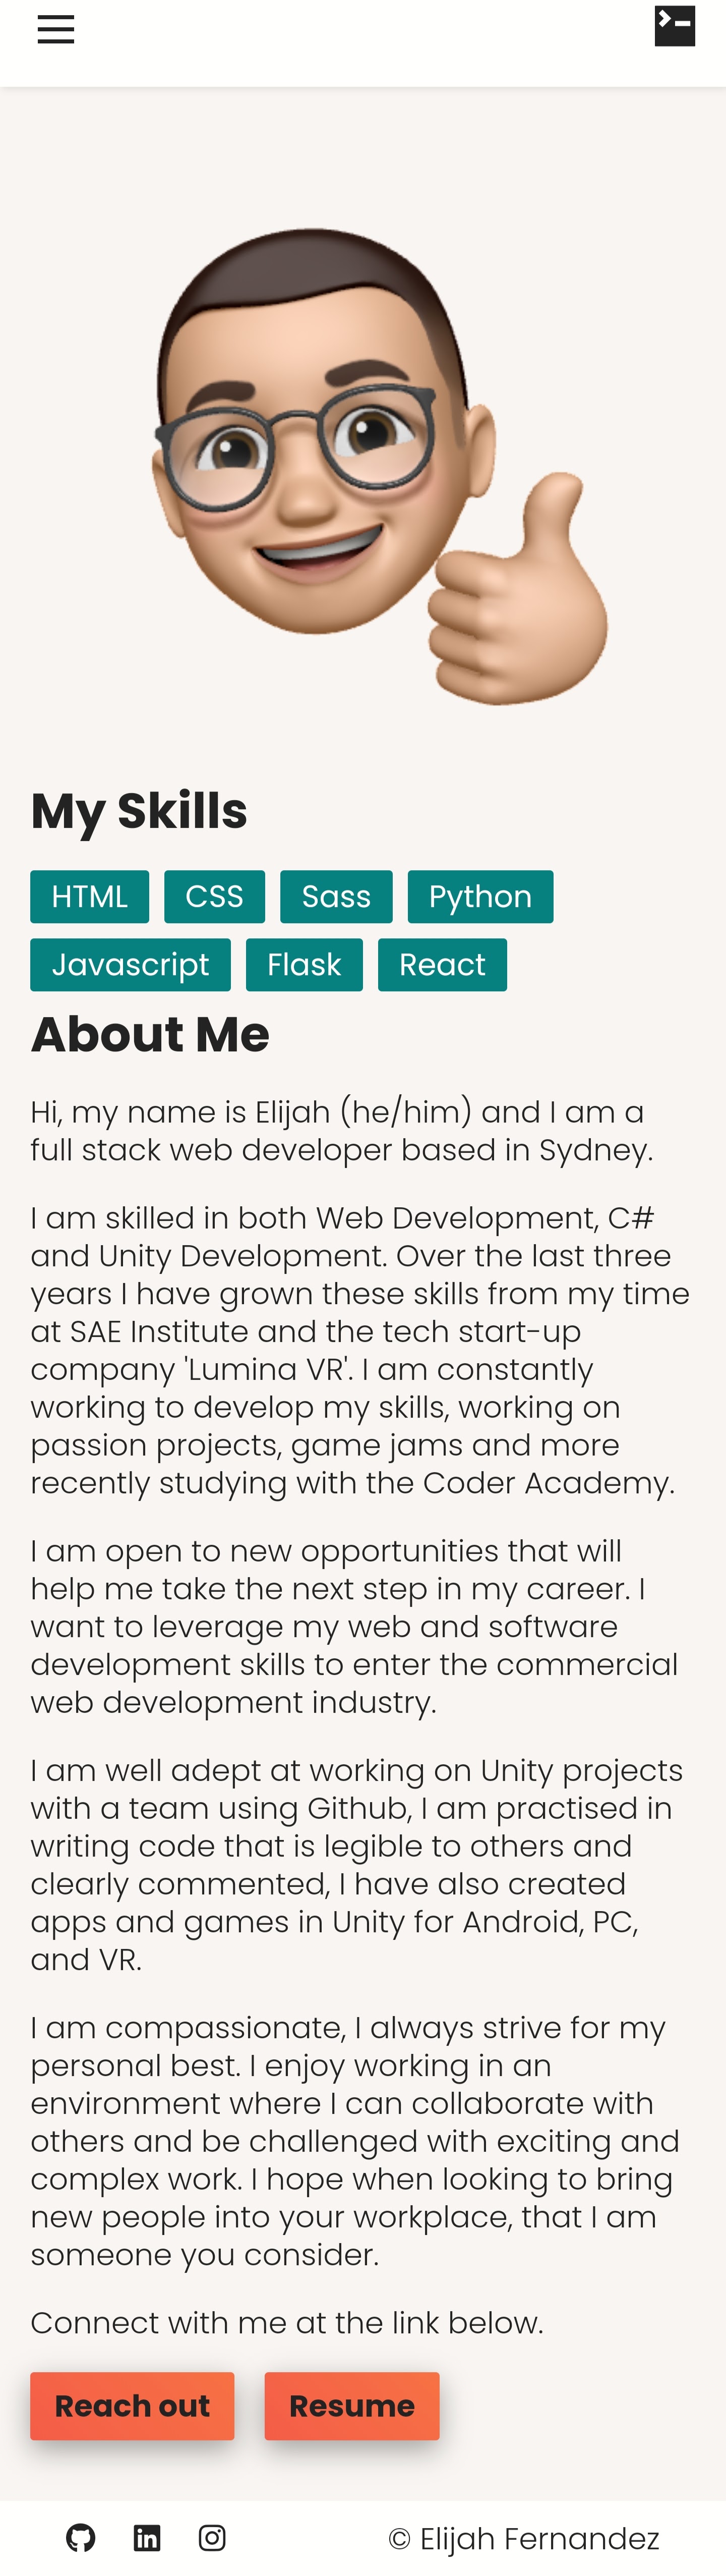 My Skills
HTML CSS Sass Python
Javascript Flask React
About Me
Hi, my name is Elijah (he/him) and I am a
full stack web developer based in Sydney.
I am skilled in both Web Development, C#
and Unity Development. Over the last three
years I have grown these skills from my time
at SAE Institute and the tech start-up
company 'Lumina VR'. I am constantly
working to develop my skills, working on
passion projects, game jams and more
recently studying with the Coder Academy.
I am open to new opportunities that will
help me take the next step in my career. I
want to leverage my web and software
development skills to enter the commercial
web development industry.
I am well adept at working on Unity projects
with a team using Github, I am practised in
writing code that is legible to others and
clearly commented, I have also created
apps and games in Unity for Android, PC,
and VR.
I am compassionate, I always strive for my
personal best. I enjoy working in an
environment where I can collaborate with
others and be challenged with exciting and
complex work. I hope when looking to bring
new people into your workplace, that I am
someone you consider.
Connect with me at the link below.
Reach out Resume
© Elijah Fernandez